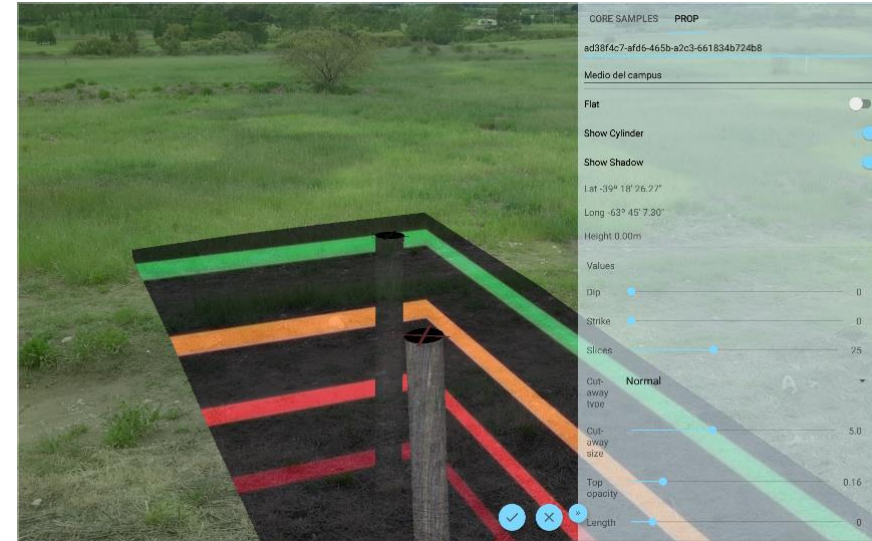 CORE SAMPLES PROP
ad38f4c7-afd6-465b-a2c3-661834b724b8
Medio del campus
Flat
Show Cylinder
Show Shadow
Lat -39º 18' 26.27"
Long -63º 45' 7.30"
Height 0.00m
Values
Dip 0
Strike 0
Slices 25
Cut-
away
type
Normal
Cut-
away
size
5.0
Top
opacity
0.16
» Length 0